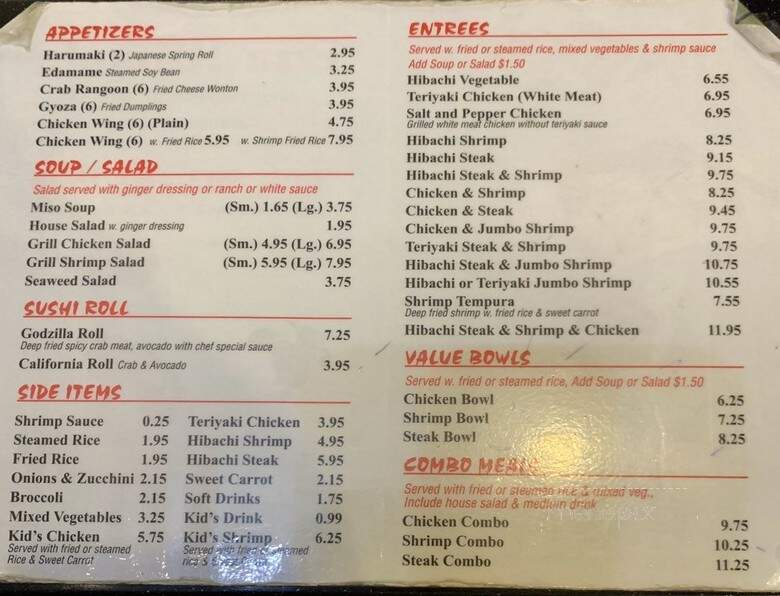 APPETIZERS
Harumaki (2) Japanese Spring Roll 2.95
Edamame Steamed Soy Bean 3.25
Crab Rangoon (6) Fried Cheese Wonton 3.95
Gyoza (6) Fried Dumplings 3.95
Chicken Wing (6) (Plain) 4.75
Chicken Wing (6) w. Fried Rice 5.95 w. Shrimp Fried Rice 7.95
SOUP / SALAD
Salad served with ginger dressing or ranch or white sauce
Miso Soup (Sm.) 1.65 (Lg.) 3.75
House Salad w. ginger dressing 1.95
Grill Chicken Salad (Sm.) 4.95 (Lg.) 6.95
Grill Shrimp Salad (Sm.) 5.95 (Lg.) 7.95
Seaweed Salad 3.75
SUSHI ROLL
Godzilla Roll 7.25
Deep fried spicy crab meat, avocado with chef special sauce
California Roll Crab & Avocado 3.95
SIDE ITEMS
Shrimp Sauce 0.25 Teriyaki Chicken 3.95
Steamed Rice 1.95 Hibachi Shrimp 4.95
Fried Rice 1.95 Hibachi Steak 5.95
Onions & Zucchini 2.15 Sweet Carrot 2.15
Broccoli 2.15 Soft Drinks 1.75
Mixed Vegetables 3.25 Kid's Drink 0.99
Kid's Chicken 5.75 Kid's Shrimp 6.25
Served with fried or steamed Served with fried or steamed
Rice & Sweet Carrot rice & Sweet
ENTREES
Served w. fried or steamed rice, mixed vegetables & shrimp sauce
Add Soup or Salad $1.50
Hibachi Vegetable 6.55
Teriyaki Chicken (White Meat) 6.95
Salt and Pepper Chicken 6.95
Grilled white meat chicken without teriyaki sauce
Hibachi Shrimp 8.25
Hibachi Steak 9.15
Hibachi Steak & Shrimp 9.75
Chicken & Shrimp 8.25
Chicken & Steak 9.45
Chicken & Jumbo Shrimp 9.75
Teriyaki Steak & Shrimp 9.75
Hibachi Steak & Jumbo Shrimp 10.75
Hibachi or Teriyaki Jumbo Shrimp 10.55
Shrimp Tempura 7.55
Deep fried shrimp w. fried rice & sweet carrot
Hibachi Steak & Shrimp & Chicken 11.95
VALUE BOWLS
Served w. fried or steamed rice, Add Soup or Salad $1.50
Chicken Bowl 6.25
Shrimp Bowl 7.25
Steak Bowl 8.25
COMBO MEALS
Served with fried or steamed rice & mixed veg.,
Include house salad & medium drink
Chicken Combo 9.75
Shrimp Combo 10.25
Steak Combo 11.25